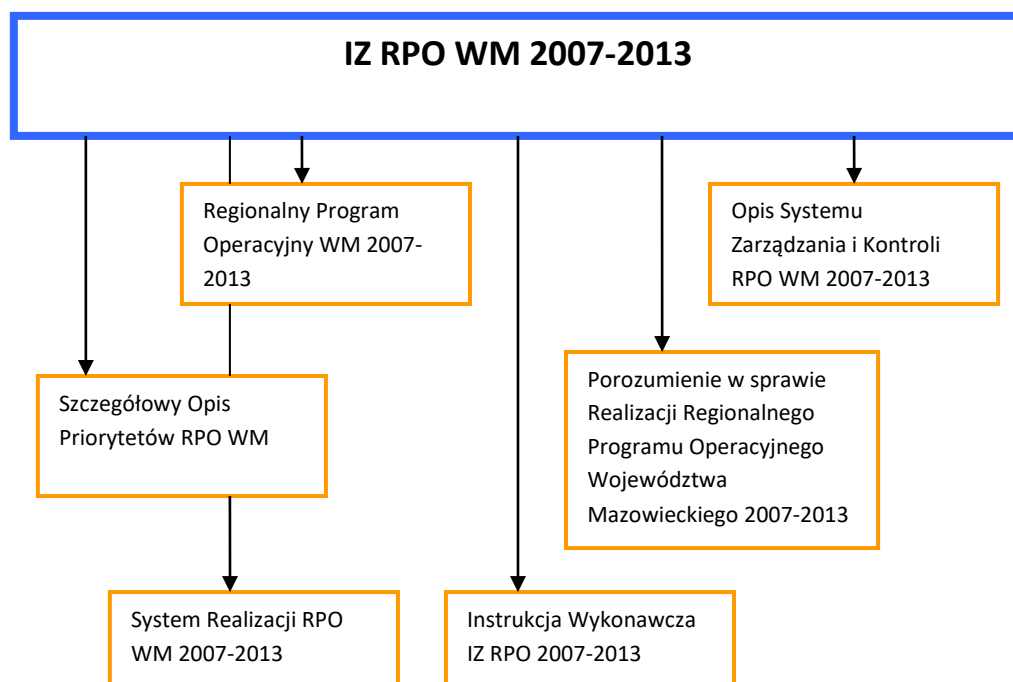 IZ RPO WM 2007-2013
Regionalny Program
Operacyjny WM 2007-
2013
Opis Systemu
Zarządzania i Kontroli
RPO WM 2007-2013
Szczegółowy Opis
Priorytetów RPO WM
Porozumienie w sprawie
Realizacji Regionalnego
Programu Operacyjnego
Województwa
Mazowieckiego 2007-2013
System Realizacji RPO
WM 2007-2013
Instrukcja Wykonawcza
IZ RPO 2007-2013